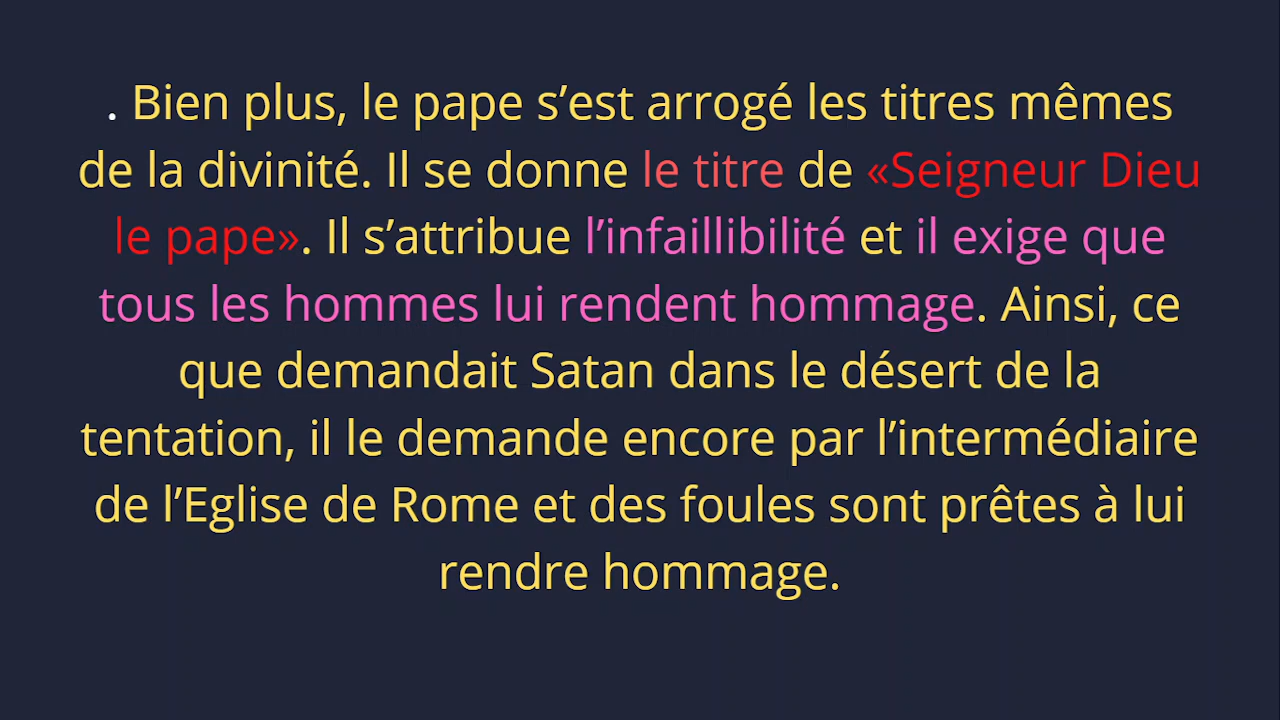 . Bien plus, le pape s’est arrogé les titres mêmes
de la divinité. Il se donne le titre de «Seigneur Dieu
le pape». Il s’attribue l’infaillibilité et il exige que
tous les hommes lui rendent hommage. Ainsi, ce
que demandait Satan dans le désert de la
tentation, il le demande encore par l’intermédiaire
de l’Eglise de Rome et des foules sont prêtes à lui
rendre hommage.